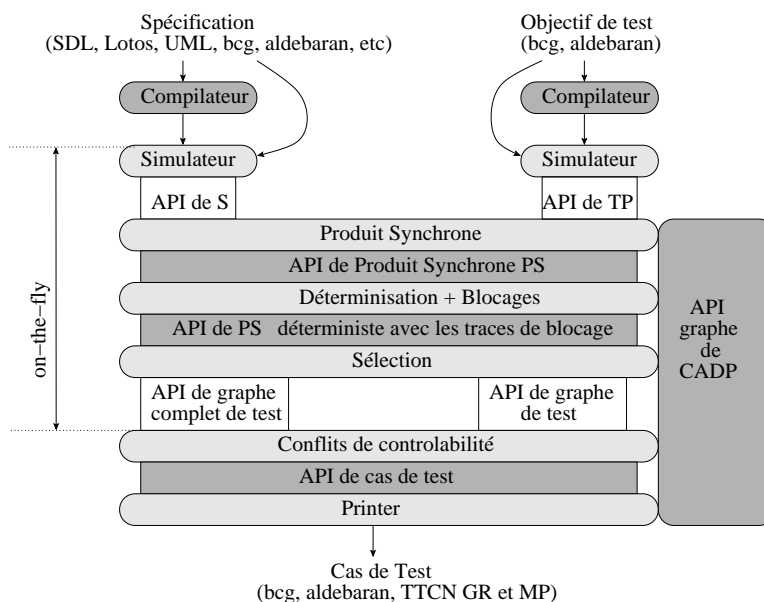 Spécification
(SDL, Lotos, UML, bcg, aldebaran, etc)
Objectif de test
(bcg, aldebaran)
Compilateur
Compilateur
Simulateur
Simulateur
API de S
API de TP
Produit Synchrone
API de Produit Synchrone PS
Détermination + Blocages
API de PS déterministe avec les traces de blocage
Sélection
API de graphe
complet de test
API de graphe
de test
Conflits de controlabilité
API de cas de test
Printer
API
graphe
de
CADP
on-the-fly
Cas de Test
(bcg, aldebaran, TTCN GR et MP)